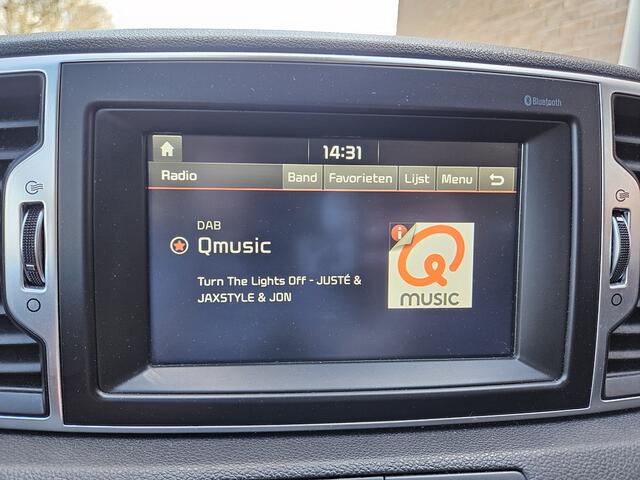 Bluetooth
14:31
Radio Band Favorieten Lijst Menu
DAB
Qmusic
Turn The Lights Off - JUSTÉ &
JAXSTYLE & JON
i
Q
MUSIC